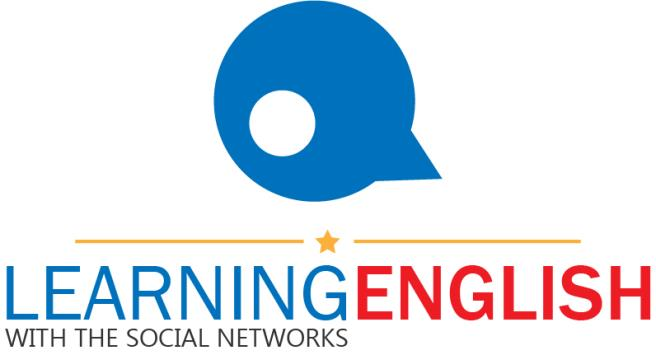 LEARNINGENGLISH
WITH THE SOCIAL NETWORKS